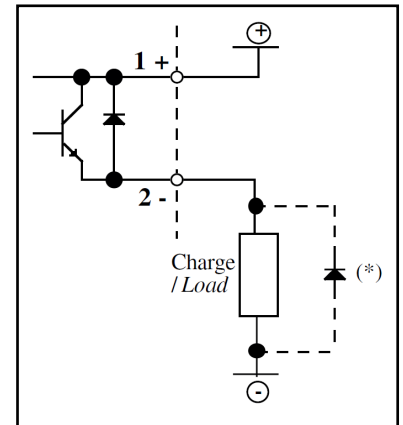 +
1 +
2 -
Charge
/ Load
(*)
-